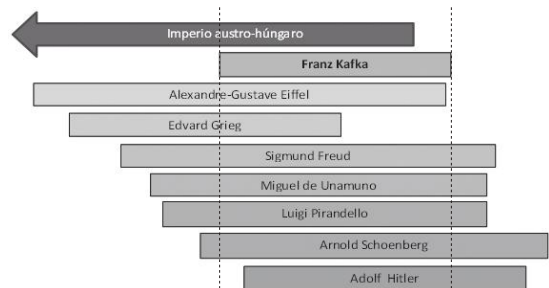 Imperio austro-húngaro
Franz Kafka
Alexandre-Gustave Eiffel
Edvard Grieg
Sigmund Freud
Miguel de Unamuno
Luigi Pirandello
Arnold Schoenberg
Adolf Hitler